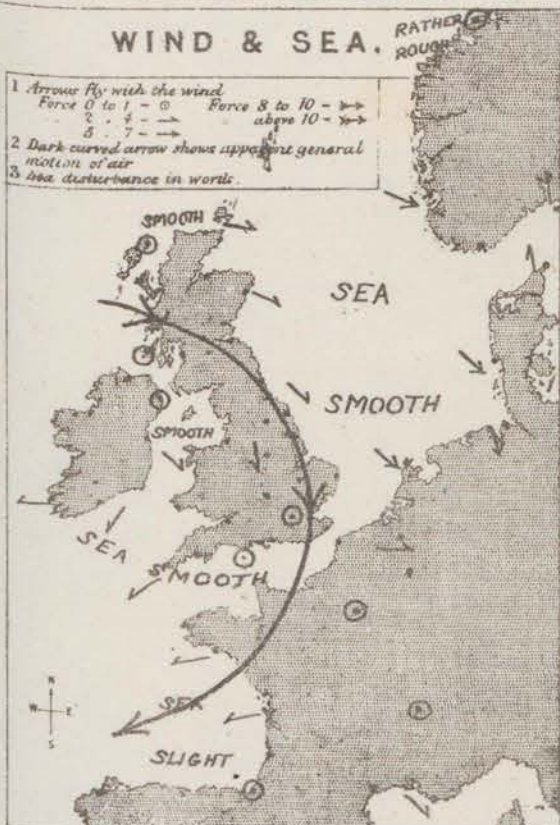 WIND & SEA.
RATHER
ROUGH
1 Arrows fly with the wind
Force 0 to 1 - ⊙ Force 8 to 10 -
2 . 4 - above 10 -
5 . 7 -
2 Dark curved arrow shows apparent general
motion of air
3 Sea disturbance in words.
SMOOTH
SEA
SMOOTH
SMOOTH
SEA
SMOOTH
N
W E
S
SEA
SLIGHT